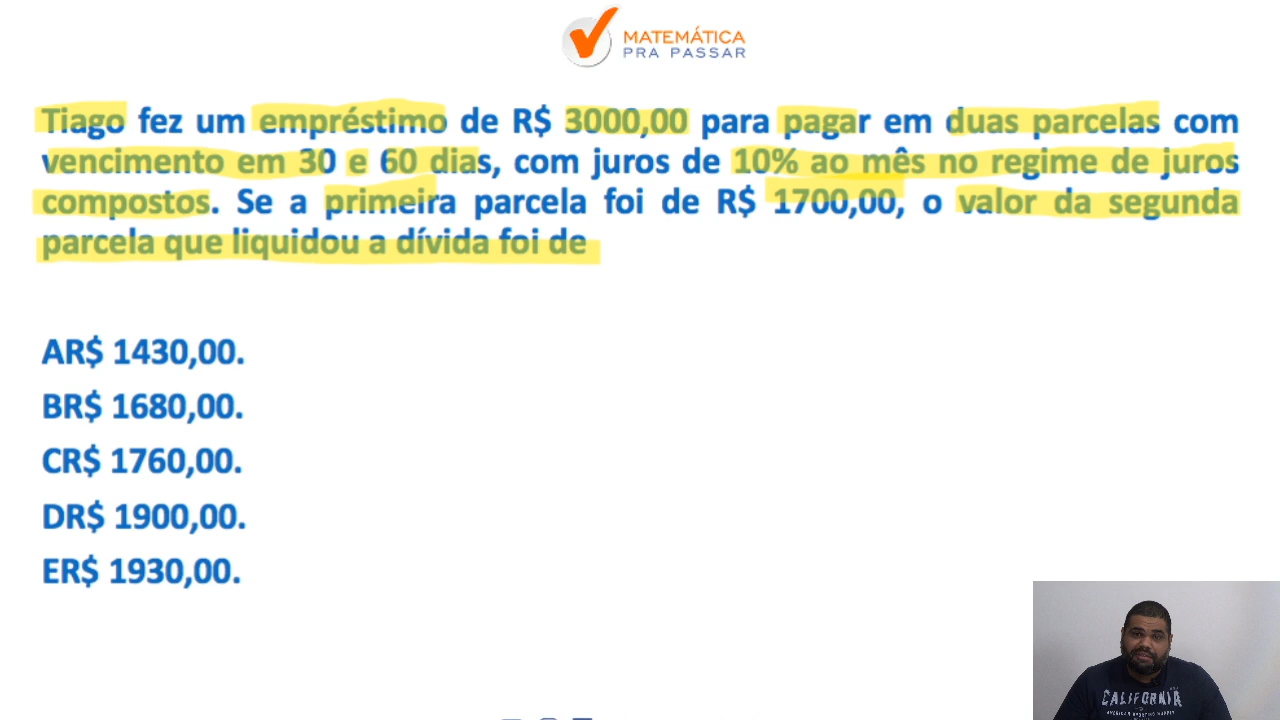 MATEMÁTICA
PRA PASSAR
Tiago fez um empréstimo de R$ 3000,00 para pagar em duas parcelas com
vencimento em 30 e 60 dias, com juros de 10% ao mês no regime de juros
compostos. Se a primeira parcela foi de R$ 1700,00, o valor da segunda
parcela que liquidou a dívida foi de
AR$ 1430,00.
BR$ 1680,00.
CR$ 1760,00.
DR$ 1900,00.
ER$ 1930,00.
CALIFORNIA